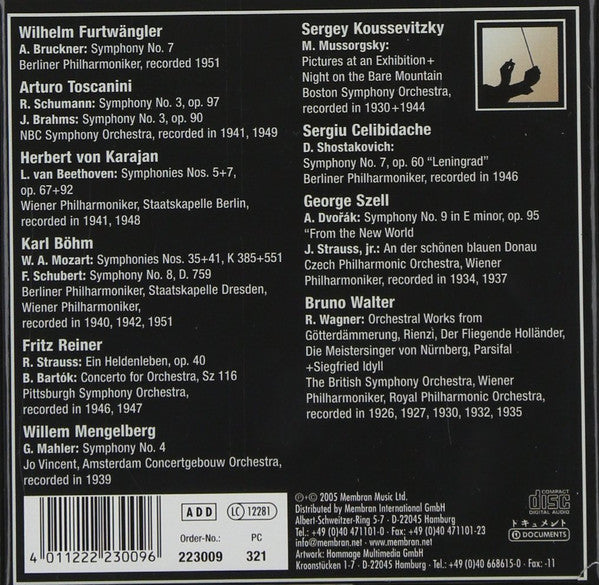 Wilhelm Furtwängler
A. Bruckner: Symphony No. 7
Berliner Philharmoniker, recorded 1951
Arturo Toscanini
R. Schumann: Symphony No. 3, op. 97
J. Brahms: Symphony No. 3, op. 90
NBC Symphony Orchestra, recorded in 1941, 1949
Herbert von Karajan
L. van Beethoven: Symphonies Nos. 5+7,
op. 67+92
Wiener Philharmoniker, Staatskapelle Berlin,
recorded in 1941, 1948
Karl Böhm
W. A. Mozart: Symphonies Nos. 35+41, K 385+551
F. Schubert: Symphony No. 8, D. 759
Berliner Philharmoniker, Staatskapelle Dresden,
Wiener Philharmoniker,
recorded in 1940, 1942, 1951
Fritz Reiner
R. Strauss: Ein Heldenleben, op. 40
B. Bartók: Concerto for Orchestra, Sz 116
Pittsburgh Symphony Orchestra,
recorded in 1946, 1947
Willem Mengelberg
G. Mahler: Symphony No. 4
Jo Vincent, Amsterdam Concertgebouw Orchestra,
recorded in 1939
Sergey Koussevitzky
M. Mussorgsky:
Pictures at an Exhibition+
Night on the Bare Mountain
Boston Symphony Orchestra,
recorded in 1930+1944
Sergiu Celibidache
D. Shostakovich:
Symphony No. 7, op. 60 “Leningrad”
Berliner Philharmoniker, recorded in 1946
George Szell
A. Dvořák: Symphony No. 9 in E minor, op. 95
“From the New World
J. Strauss, jr.: An der schönen blauen Donau
Czech Philharmonic Orchestra, Wiener
Philharmoniker, recorded in 1934, 1937
Bruno Walter
R. Wagner: Orchestral Works from
Götterdämmerung, Rienzi, Der Fliegende Holländer,
Die Meistersinger von Nürnberg, Parsifal
+Siegfried Idyll
The British Symphony Orchestra, Wiener
Philharmoniker, Royal Philharmonic Orchestra,
recorded in 1926, 1927, 1930, 1932, 1935
4 011222 230096
ADD
LC 12281
Order-No.: PC
223009 321
℗+© 2005 Membran Music Ltd.
Distributed by Membran International GmbH
Albert-Schweitzer-Ring 5-7 · D-22045 Hamburg
Tel.: +49 (0)40 471101-0 · Fax: +49 (0)40 471101-23
info@membran.net · www.membran.net
Artwork: Hommage Multimedia GmbH
Kroonstücken 1-7 · D-22045 Hamburg · Tel.: +49 (0)40 668615-0 · Fax: -11
COMPACT
disc
DIGITAL AUDIO
ドキュメント
DOCUMENTS